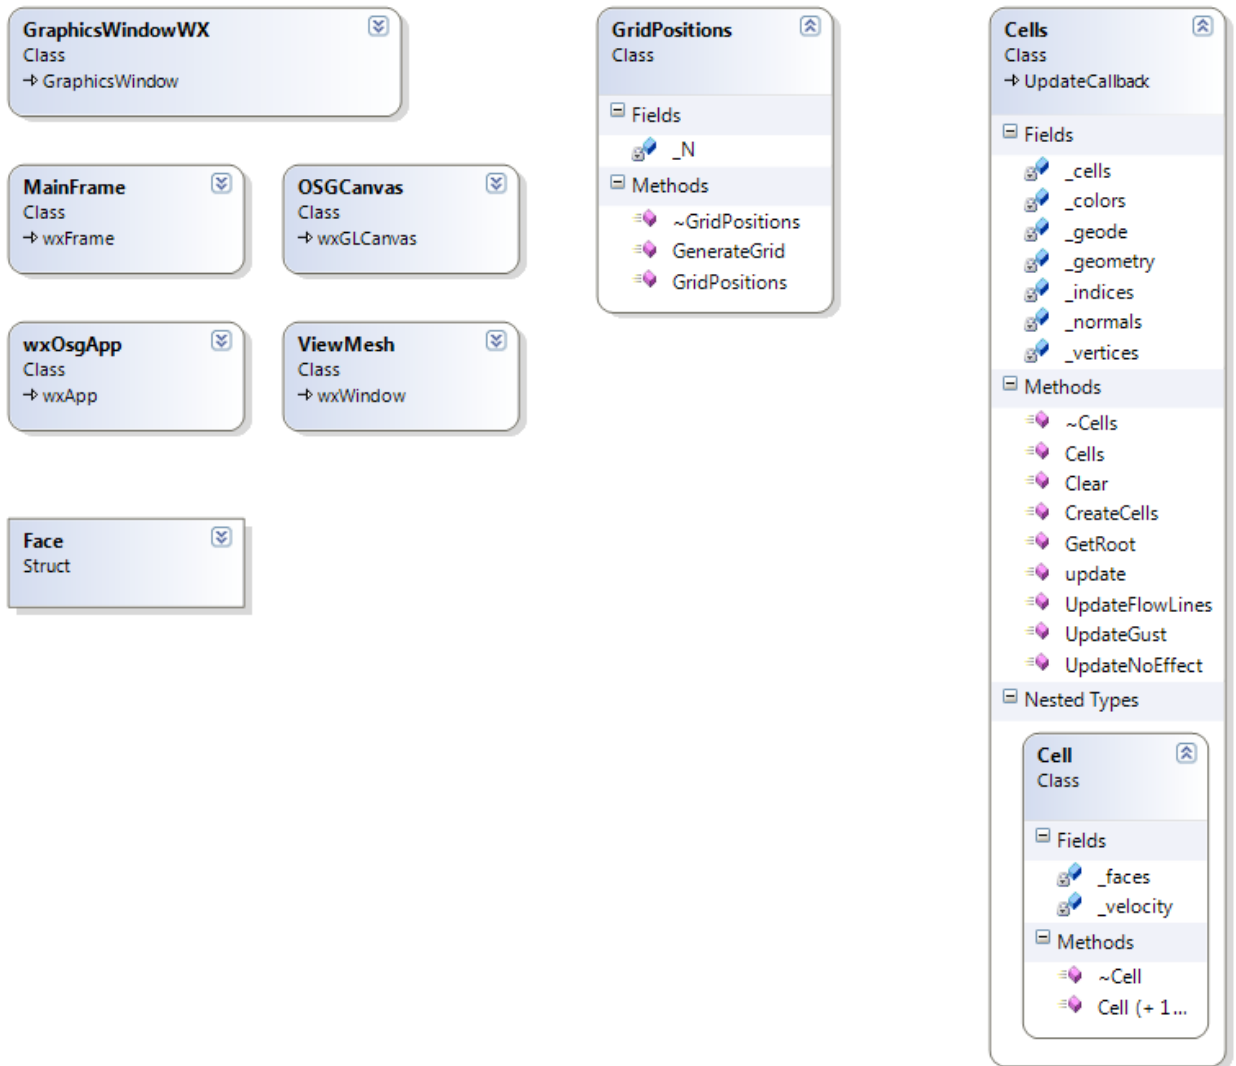 GraphicsWindowWX
Class
GraphicsWindow
MainFrame
Class
wxFrame
OSGCanvas
Class
wxGLCanvas
wxOsgApp
Class
wxApp
ViewMesh
Class
wxWindow
Face
Struct
GridPositions
Class
Fields
_N
Methods
~GridPositions
GenerateGrid
GridPositions
Cells
Class
UpdateCallback
Fields
_cells
_colors
_geode
_geometry
_indices
_normals
_vertices
Methods
~Cells
Cells
Clear
CreateCells
GetRoot
update
UpdateFlowLines
UpdateGust
UpdateNoEffect
Nested Types
Cell
Class
Fields
_faces
_velocity
Methods
~Cell
Cell (+ 1...